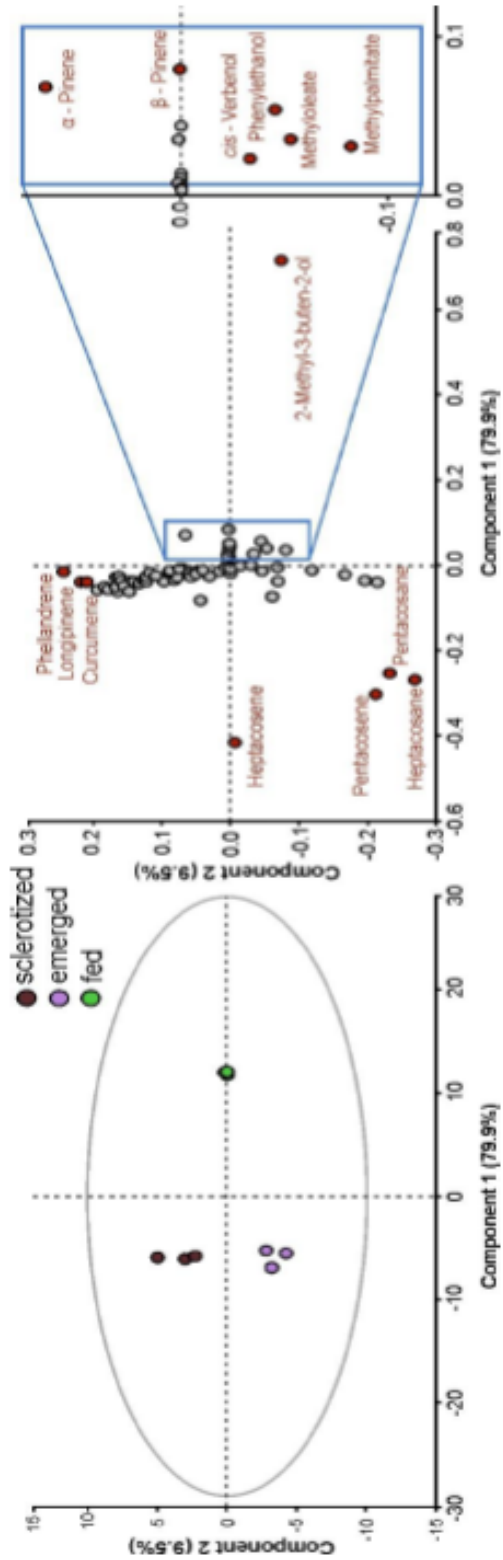 sclerotized
emerged
fed
Component 2 (9.5%)
15
10
5
0
-5
-10
-15
-30
-20
-10
0
10
20
30
Component 1 (79.9%)
Component 2 (9.5%)
0.3
0.2
0.1
0.0
-0.1
-0.2
-0.3
-0.6
-0.4
-0.2
0.0
0.2
0.4
0.6
0.8
Component 1 (79.9%)
Phellandrene
Longipinene
Curcumene
Heptacosene
Pentacosene
Pentacosane
Heptacosane
2-Methyl-3-buten-2-ol
α - Pinene
β - Pinene
cis - Verbenol
Phenylethanol
Methyloleate
Methylpalmitate
0.0
-0.1
0.0
0.1